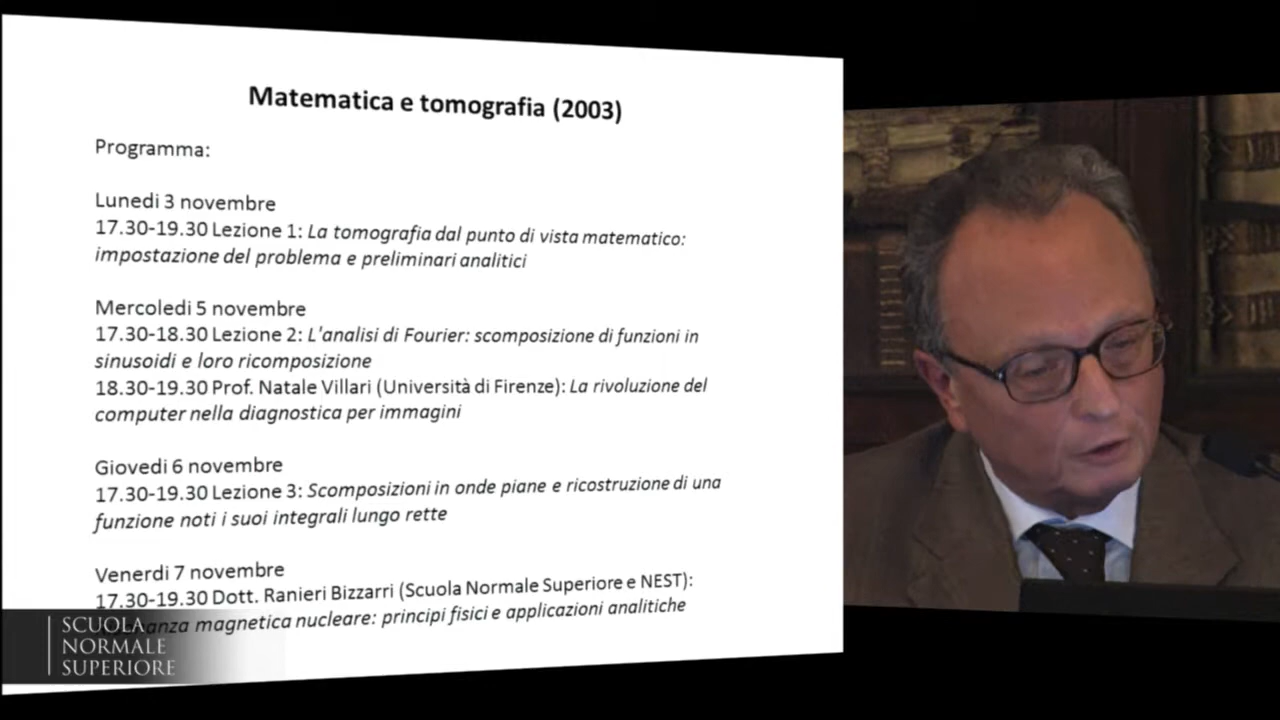 Matematica e tomografia (2003)
Programma:
Lunedi 3 novembre
17.30-19.30 Lezione 1: La tomografia dal punto di vista matematico:
impostazione del problema e preliminari analitici
Mercoledi 5 novembre
17.30-18.30 Lezione 2: L'analisi di Fourier: scomposizione di funzioni in
sinusoidi e loro ricomposizione
18.30-19.30 Prof. Natale Villari (Università di Firenze): La rivoluzione del
computer nella diagnostica per immagini
Giovedi 6 novembre
17.30-19.30 Lezione 3: Scomposizioni in onde piane e ricostruzione di una
funzione noti i suoi integrali lungo rette
Venerdi 7 novembre
17.30-19.30 Dott. Ranieri Bizzarri (Scuola Normale Superiore e NEST):
magnetica nucleare: principi fisici e applicazioni analitiche
SCUOLA
NORMALE
SUPERIORE